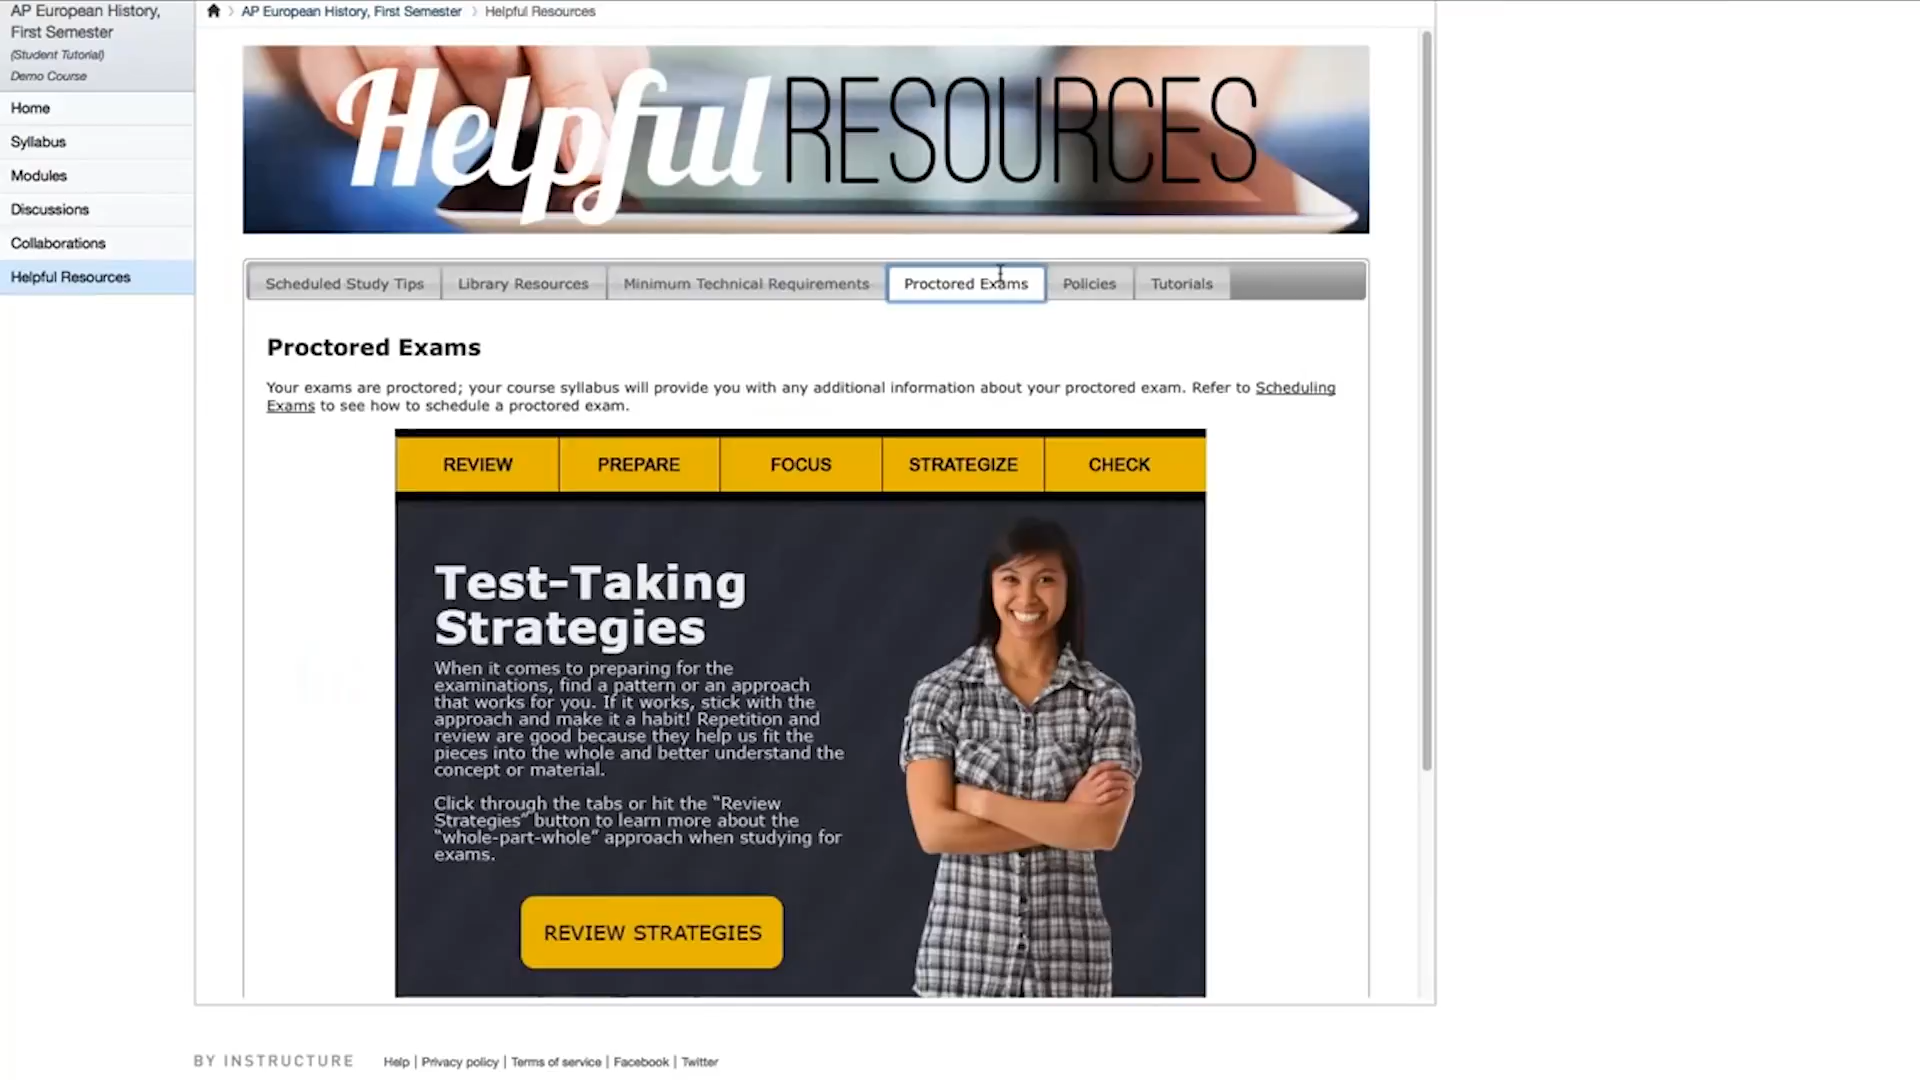 AP European History,
First Semester
(Student Tutorial)
Demo Course
Home
Syllabus
Modules
Discussions
Collaborations
Helpful Resources
AP European History, First Semester > Helpful Resources
Helpful RESOURCES
Scheduled Study Tips
Library Resources
Minimum Technical Requirements
Proctored Exams
Policies
Tutorials
Proctored Exams
Your exams are proctored; your course syllabus will provide you with any additional information about your proctored exam. Refer to Scheduling
Exams to see how to schedule a proctored exam.
REVIEW
PREPARE
FOCUS
STRATEGIZE
CHECK
Test-Taking
Strategies
When it comes to preparing for the
examinations, find a pattern or an approach
that works for you. If it works, stick with the
approach and make it a habit! Repetition and
review are good because they help us fit the
pieces into the whole and better understand the
concept or material.
Click through the tabs or hit the “Review
Strategies” button to learn more about the
“whole-part-whole” approach when studying for
exams.
REVIEW STRATEGIES
BY INSTRUCTURE
Help | Privacy policy | Terms of service | Facebook | Twitter